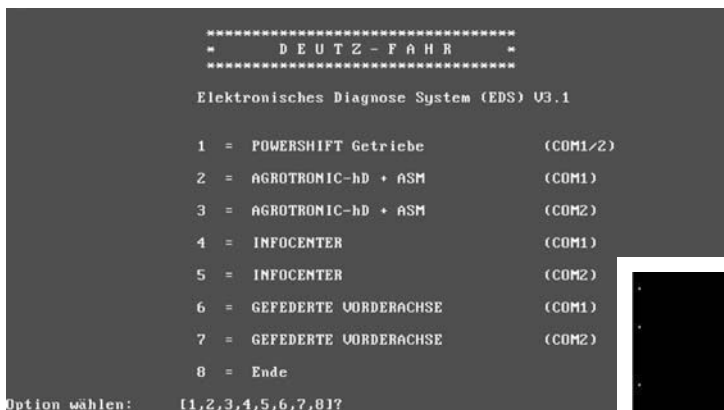 *********************************
* DEUTZ-FAHR *
*********************************
Elektronisches Diagnose System (EDS) V3.1
1 = POWERSHIFT Getriebe (COM1/2)
2 = AGROTRONIC-hD + ASM (COM1)
3 = AGROTRONIC-hD + ASM (COM2)
4 = INFOCENTER (COM1)
5 = INFOCENTER (COM2)
6 = GEFEDERTE VORDERACHSE (COM1)
7 = GEFEDERTE VORDERACHSE (COM2)
8 = Ende
Option wählen: [1,2,3,4,5,6,7,8]?